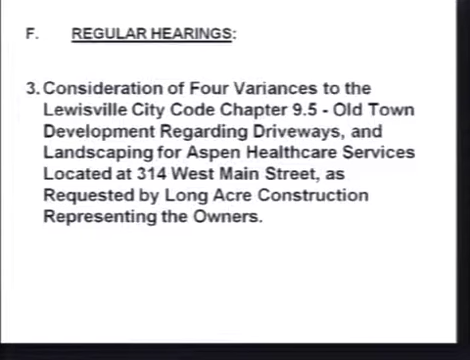 F. REGULAR HEARINGS:
3. Consideration of Four Variances to the
Lewisville City Code Chapter 9.5 - Old Town
Development Regarding Driveways, and
Landscaping for Aspen Healthcare Services
Located at 314 West Main Street, as
Requested by Long Acre Construction
Representing the Owners.